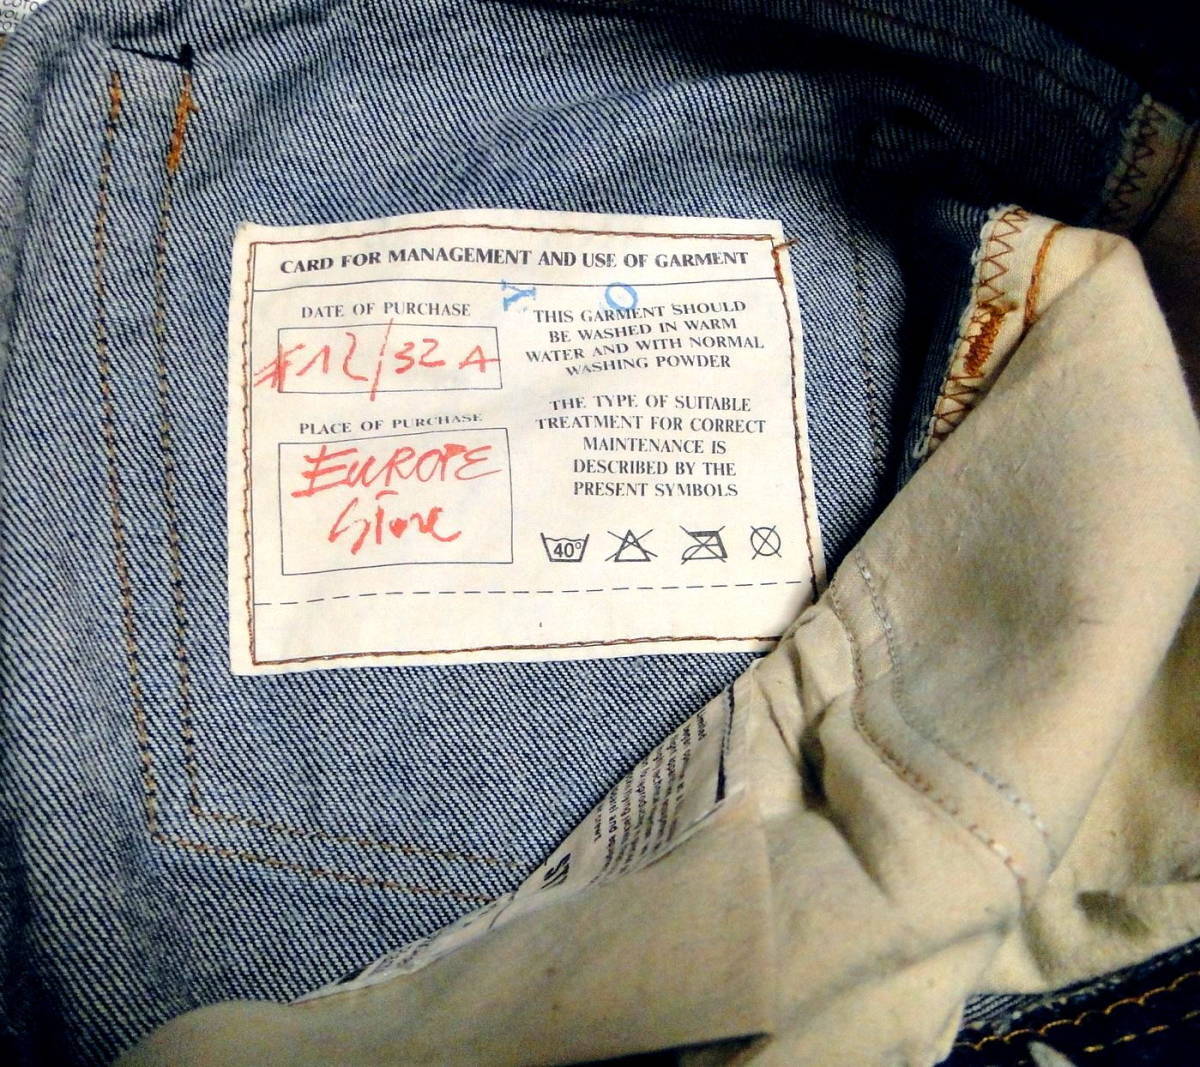 CARD FOR MANAGEMENT AND USE OF GARMENT
DATE OF PURCHASE
12/32 A
PLACE OF PURCHASE
EUROPE
Store
Y O
THIS GARMENT SHOULD
BE WASHED IN WARM
WATER AND WITH NORMAL
WASHING POWDER
THE TYPE OF SUITABLE
TREATMENT FOR CORRECT
MAINTENANCE IS
DESCRIBED BY THE
PRESENT SYMBOLS
40°